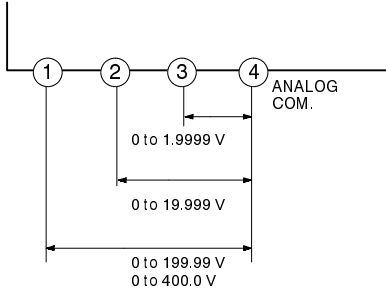 1 2 3 4
ANALOG
COM.
0 to 1.9999 V
0 to 19.999 V
0 to 199.99 V
0 to 400.0 V